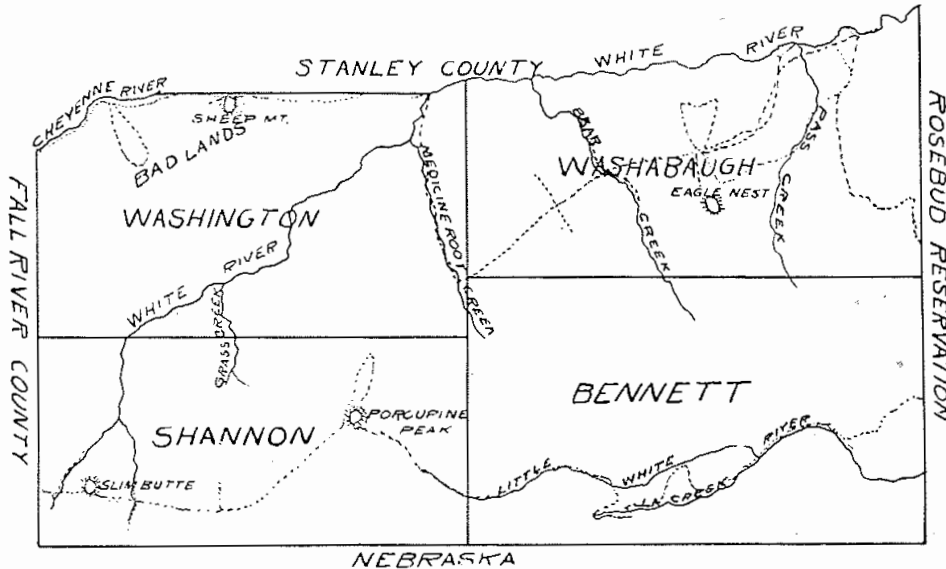 STANLEY COUNTY
WHITE RIVER
CHEYENNE RIVER
SHEEP MT.
BAD LANDS
WASHINGTON
WHITE RIVER
MEDICINE ROOT CREEK
GRASS CREEK
BEAR CREEK
PASS CREEK
WASHABAUGH
EAGLE NEST
ROSEBUD RESERVATION
FALL RIVER COUNTY
SHANNON
PORCUPINE
PEAK
SLIM BUTTE
BENNETT
LITTLE WHITE RIVER
LA CREEK
NEBRASKA